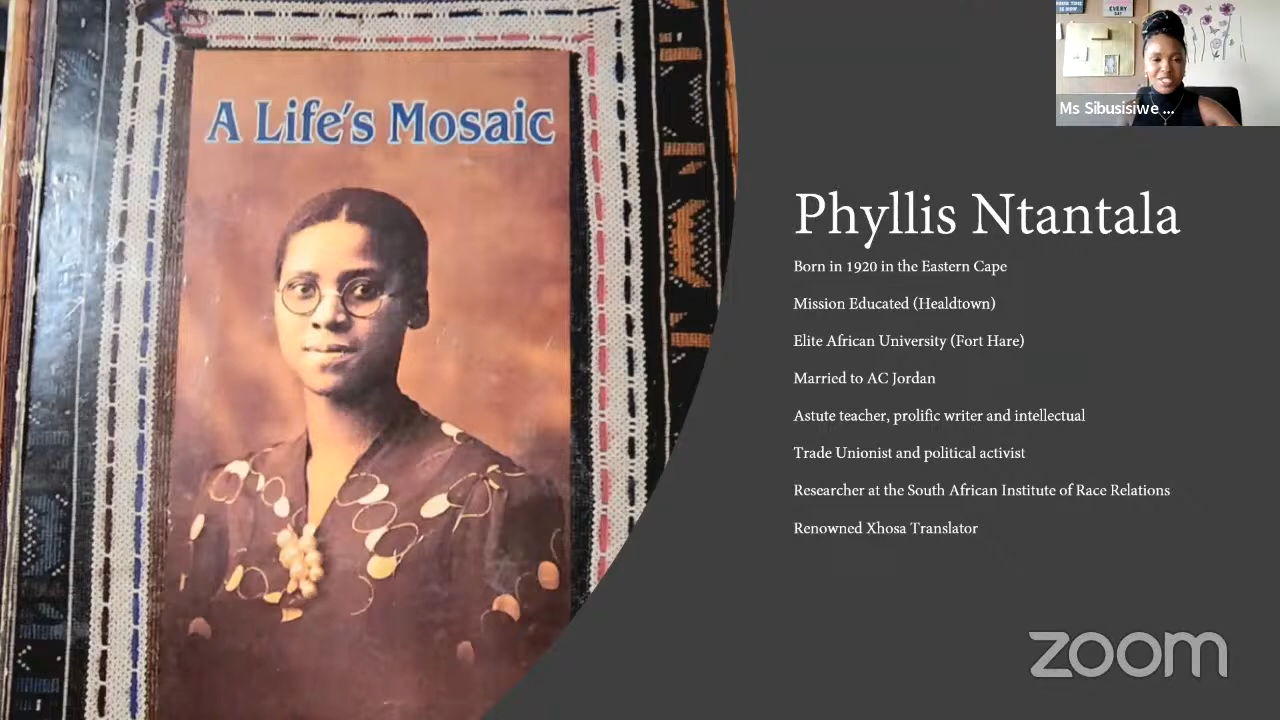 A Life's Mosaic
EVERY
DAY
Ms Sibusisiwe ...
Phyllis Ntantala
Born in 1920 in the Eastern Cape
Mission Educated (Healdtown)
Elite African University (Fort Hare)
Married to AC Jordan
Astute teacher, prolific writer and intellectual
Trade Unionist and political activist
Researcher at the South African Institute of Race Relations
Renowned Xhosa Translator
zoom